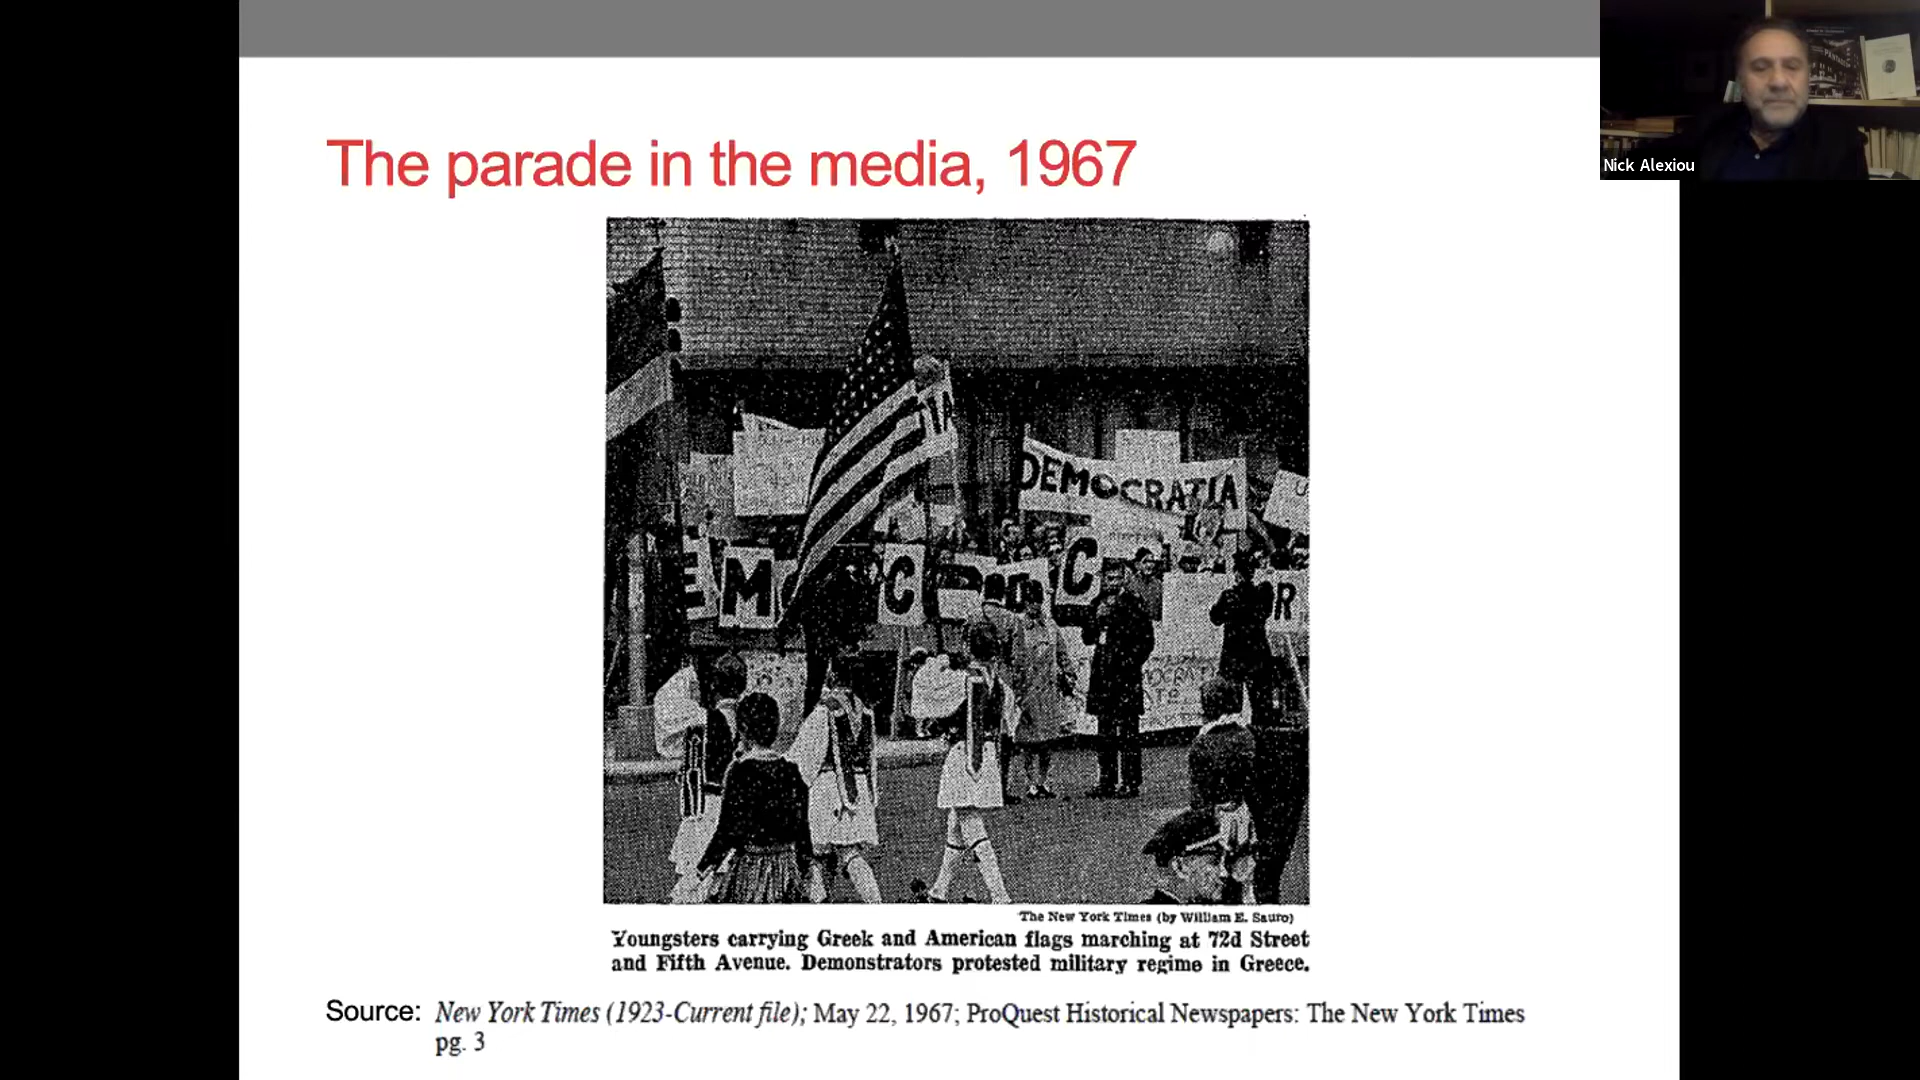 Nick Alexiou
The parade in the media, 1967
DEMOCRATIA
E M C C R
The New York Times (by William E. Sauro)
Youngsters carrying Greek and American flags marching at 72d Street
and Fifth Avenue. Demonstrators protested military regime in Greece.
Source: New York Times (1923-Current file); May 22, 1967; ProQuest Historical Newspapers: The New York Times
pg. 3